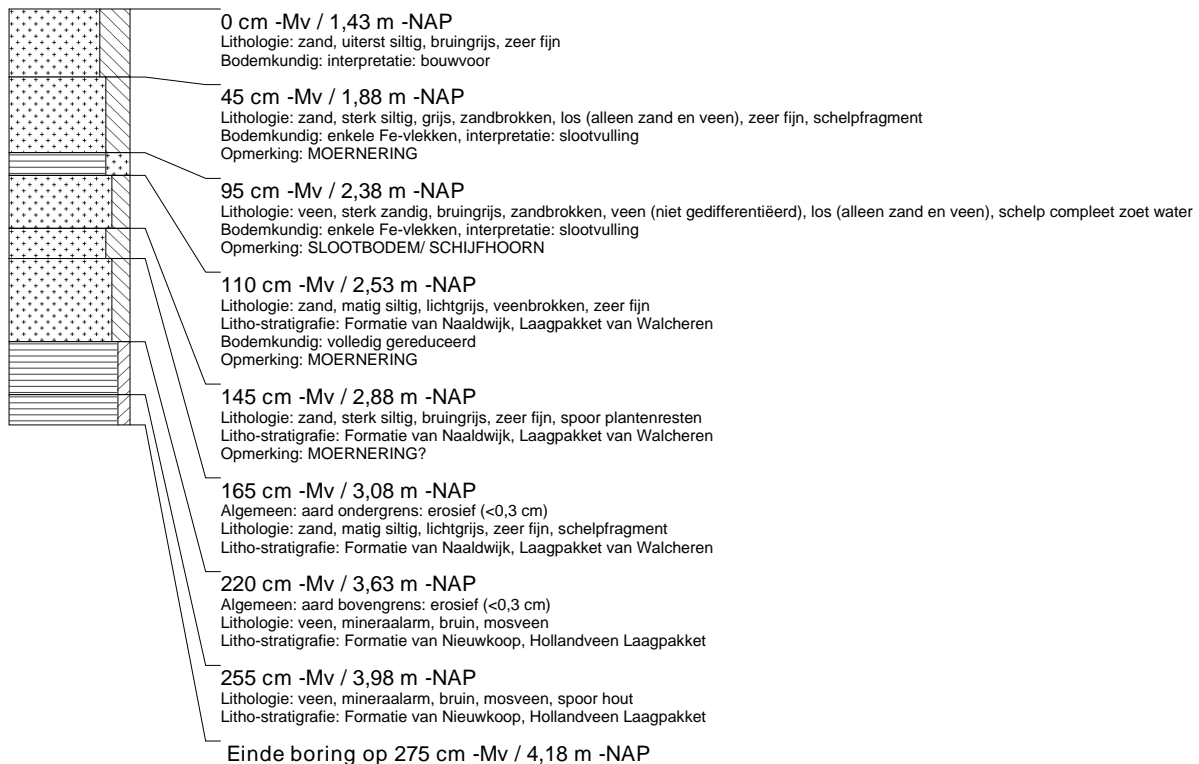 0 cm -Mv / 1,43 m -NAP
Lithologie: zand, uiterst siltig, bruingrijs, zeer fijn
Bodemkundig: interpretatie: bouwvoor
45 cm -Mv / 1,88 m -NAP
Lithologie: zand, sterk siltig, grijs, zandbrokken, los (alleen zand en veen), zeer fijn, schelpfragment
Bodemkundig: enkele Fe-vlekken, interpretatie: slootvulling
Opmerking: MOERNERING
95 cm -Mv / 2,38 m -NAP
Lithologie: veen, sterk zandig, bruingrijs, zandbrokken, veen (niet gedifferentiëerd), los (alleen zand en veen), schelp compleet zoet water
Bodemkundig: enkele Fe-vlekken, interpretatie: slootvulling
Opmerking: SLOOTBODEM/ SCHIJFHOORN
110 cm -Mv / 2,53 m -NAP
Lithologie: zand, matig siltig, lichtgrijs, veenbrokken, zeer fijn
Litho-stratigrafie: Formatie van Naaldwijk, Laagpakket van Walcheren
Bodemkundig: volledig gereduceerd
Opmerking: MOERNERING
145 cm -Mv / 2,88 m -NAP
Lithologie: zand, sterk siltig, bruingrijs, zeer fijn, spoor plantenresten
Litho-stratigrafie: Formatie van Naaldwijk, Laagpakket van Walcheren
Opmerking: MOERNERING?
165 cm -Mv / 3,08 m -NAP
Algemeen: aard ondergrens: erosief (<0,3 cm)
Lithologie: zand, matig siltig, lichtgrijs, zeer fijn, schelpfragment
Litho-stratigrafie: Formatie van Naaldwijk, Laagpakket van Walcheren
220 cm -Mv / 3,63 m -NAP
Algemeen: aard bovengrens: erosief (<0,3 cm)
Lithologie: veen, mineraalarm, bruin, mosveen
Litho-stratigrafie: Formatie van Nieuwkoop, Hollandveen Laagpakket
255 cm -Mv / 3,98 m -NAP
Lithologie: veen, mineraalarm, bruin, mosveen, spoor hout
Litho-stratigrafie: Formatie van Nieuwkoop, Hollandveen Laagpakket
Einde boring op 275 cm -Mv / 4,18 m -NAP